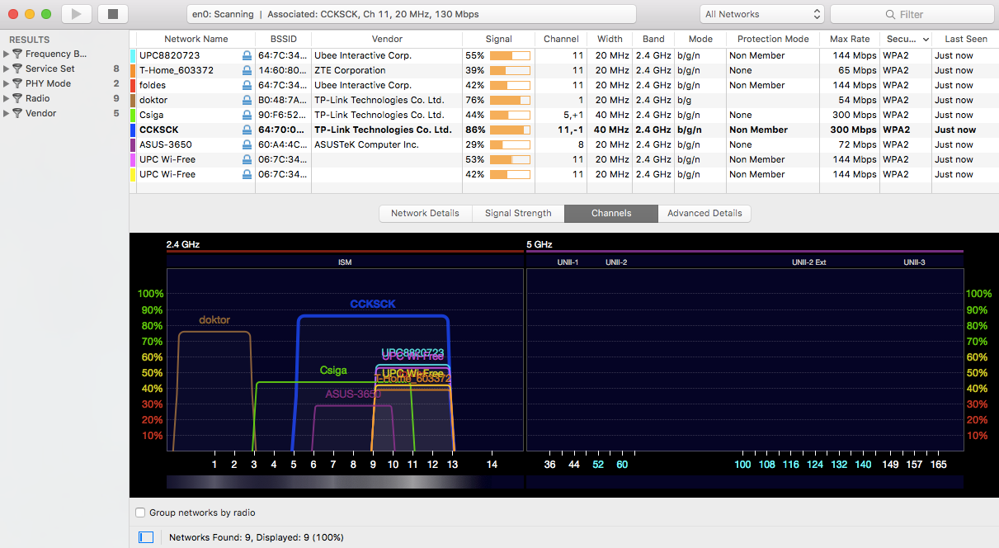 en0: Scanning | Associated: CCKSCK, Ch 11, 20 MHz, 130 Mbps All Networks Filter
RESULTS
Frequency B...
Service Set 8
PHY Mode 2
Radio 9
Vendor 5
Network Name BSSID Vendor Signal Channel Width Band Mode Protection Mode Max Rate Secu... Last Seen
UPC8820723 64:7C:34... Ubee Interactive Corp. 55% 11 20 MHz 2.4 GHz b/g/n Non Member 144 Mbps WPA2 Just now
T-Home_603372 14:60:80... ZTE Corporation 39% 11 20 MHz 2.4 GHz b/g/n None 65 Mbps WPA2 Just now
foldes 64:7C:34... Ubee Interactive Corp. 42% 11 20 MHz 2.4 GHz b/g/n Non Member 144 Mbps WPA2 Just now
doktor B0:48:7A... TP-Link Technologies Co. Ltd. 76% 1 20 MHz 2.4 GHz b/g 54 Mbps WPA2 Just now
Csiga 90:F6:52... TP-Link Technologies Co. Ltd. 44% 5,+1 40 MHz 2.4 GHz b/g/n None 300 Mbps WPA2 Just now
CCKSCK 64:70:0... TP-Link Technologies Co. Ltd. 86% 11,-1 40 MHz 2.4 GHz b/g/n Non Member 300 Mbps WPA2 Just now
ASUS-3650 60:A4:4C... ASUSTeK Computer Inc. 29% 8 20 MHz 2.4 GHz b/g/n None 72 Mbps WPA2 Just now
UPC Wi-Free 06:7C:34... 53% 11 20 MHz 2.4 GHz b/g/n Non Member 144 Mbps WPA2 Just now
UPC Wi-Free 06:7C:34... 42% 11 20 MHz 2.4 GHz b/g/n Non Member 144 Mbps WPA2 Just now
Network Details Signal Strength Channels Advanced Details
2.4 GHz 5 GHz
ISM UNII-1 UNII-2 UNII-2 Ext UNII-3
100% 100%
CCKSCK
90% 90%
doktor
80% 80%
70% 70%
UPC8820723
60% UPC Wi-Free 60%
Csiga
50% UPC Wi-Free 50%
T-Home_603372
40% 40%
ASUS-3650
30% 30%
20% 20%
10% 10%
1 2 3 4 5 6 7 8 9 10 11 12 13 14 36 44 52 60 100 108 116 124 132 140 149 157 165
Group networks by radio
Networks Found: 9, Displayed: 9 (100%)